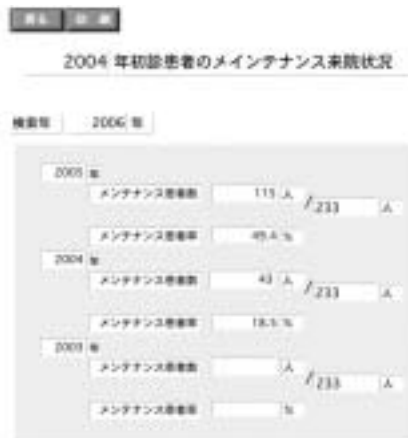 戻る 印刷
2004 年初診患者のメインテナンス来院状況
検索年 2006 年
2005 年
メンテナンス患者数 115 人 / 233 人
メンテナンス患者率 49.4 %
2004 年
メンテナンス患者数 43 人 / 233 人
メンテナンス患者率 18.5 %
2003 年
メンテナンス患者数 人 / 233 人
メンテナンス患者率 %